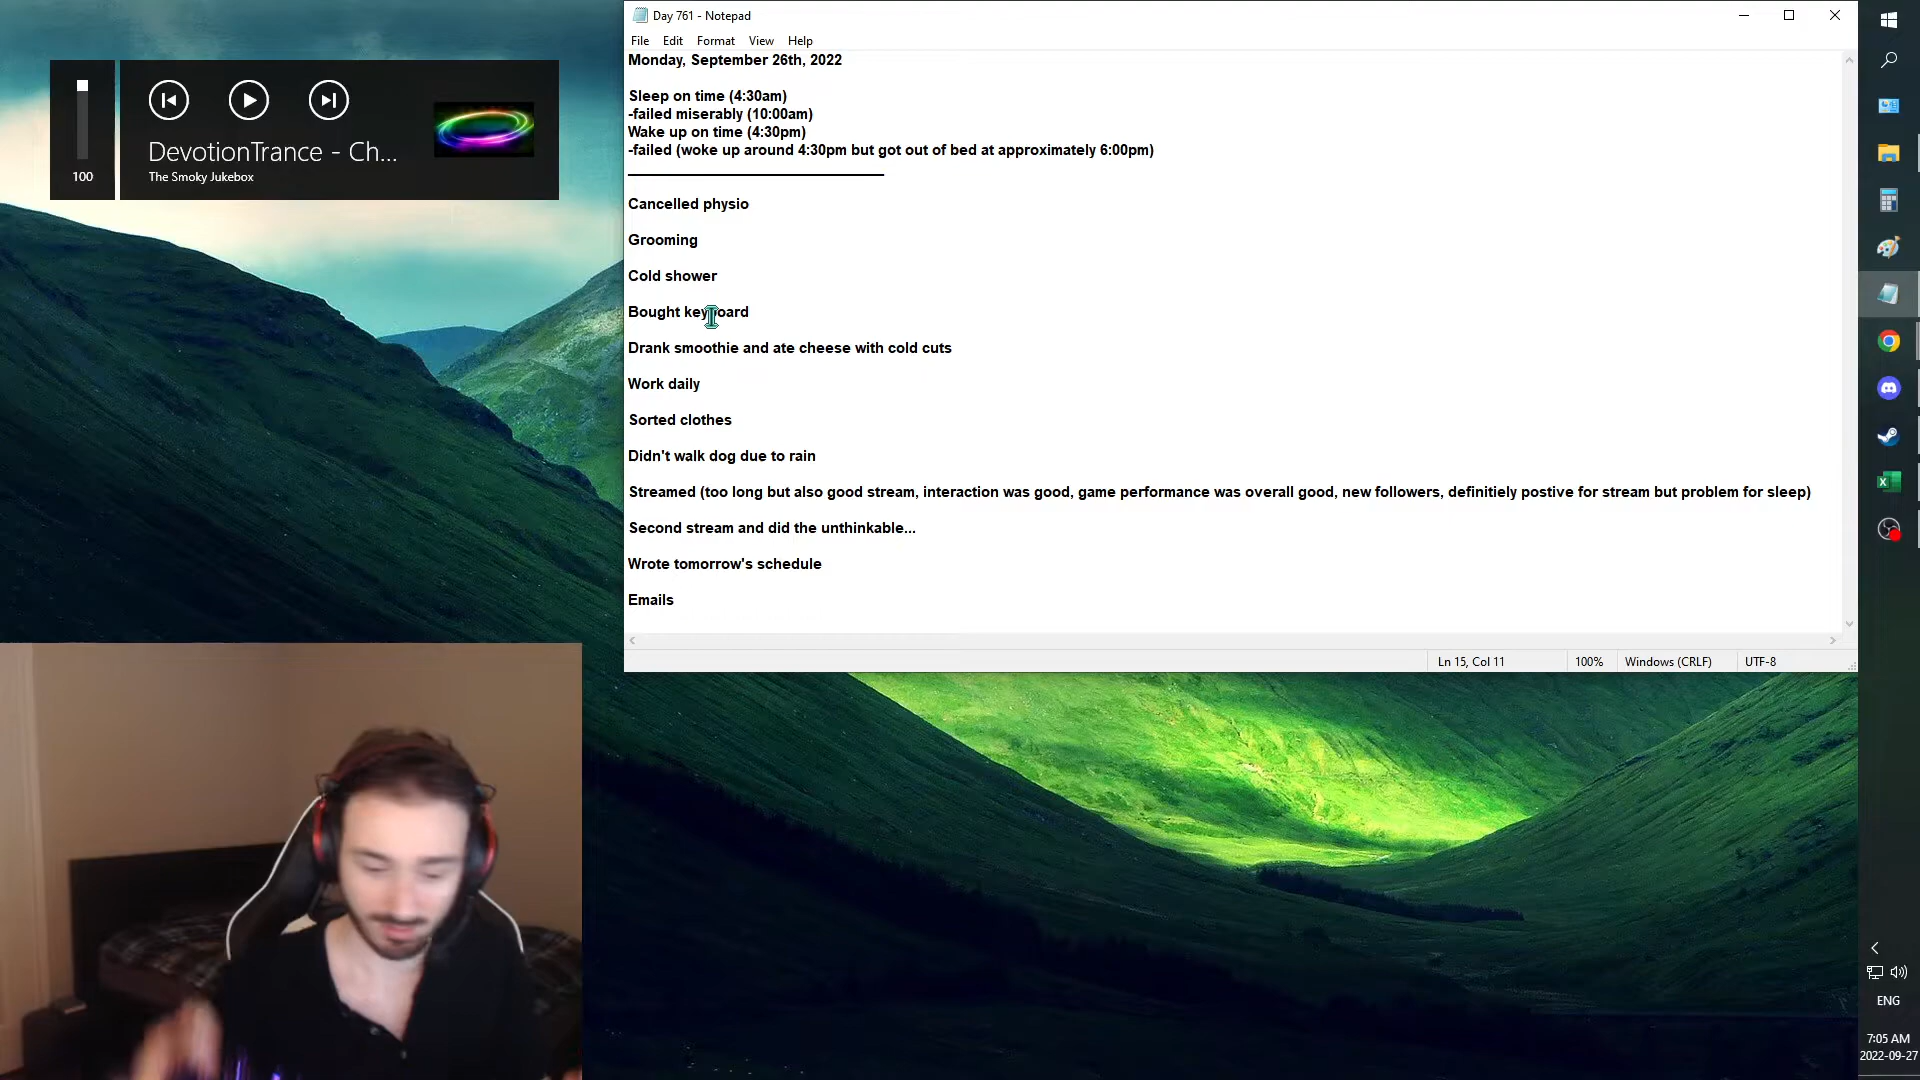 Day 761 - Notepad
File Edit Format View Help
Monday, September 26th, 2022
Sleep on time (4:30am)
-failed miserably (10:00am)
Wake up on time (4:30pm)
-failed (woke up around 4:30pm but got out of bed at approximately 6:00pm)
Cancelled physio
Grooming
Cold shower
Bought keyboard
Drank smoothie and ate cheese with cold cuts
Work daily
Sorted clothes
Didn't walk dog due to rain
Streamed (too long but also good stream, interaction was good, game performance was overall good, new followers, definitiely postive for stream but problem for sleep)
Second stream and did the unthinkable...
Wrote tomorrow's schedule
Emails
Ln 15, Col 11 100% Windows (CRLF) UTF-8
DevotionTrance - Ch...
The Smoky Jukebox
100
ENG
7:05 AM
2022-09-27